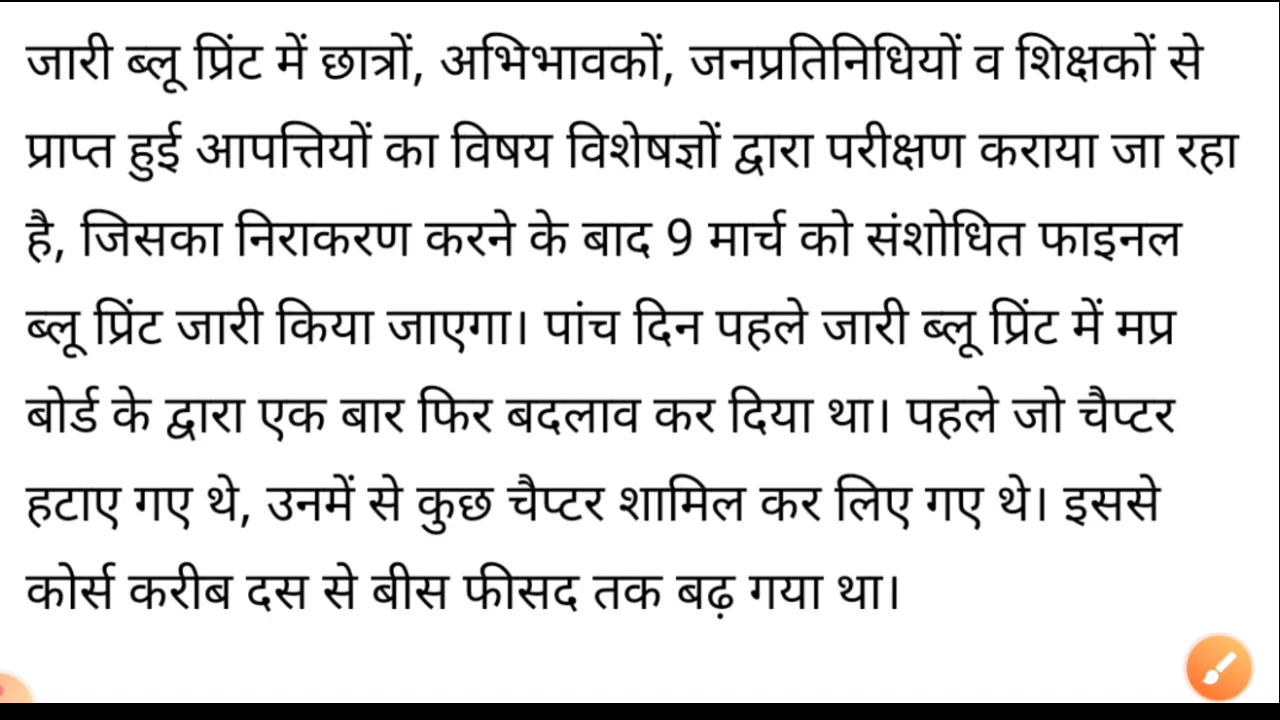 जारी ब्लू प्रिंट में छात्रों, अभिभावकों, जनप्रतिनिधियों व शिक्षकों से
प्राप्त हुई आपत्तियों का विषय विशेषज्ञों द्वारा परीक्षण कराया जा रहा
है, जिसका निराकरण करने के बाद 9 मार्च को संशोधित फाइनल
ब्लू प्रिंट जारी किया जाएगा। पांच दिन पहले जारी ब्लू प्रिंट में मप्र
बोर्ड के द्वारा एक बार फिर बदलाव कर दिया था। पहले जो चैप्टर
हटाए गए थे, उनमें से कुछ चैप्टर शामिल कर लिए गए थे। इससे
कोर्स करीब दस से बीस फीसद तक बढ़ गया था।